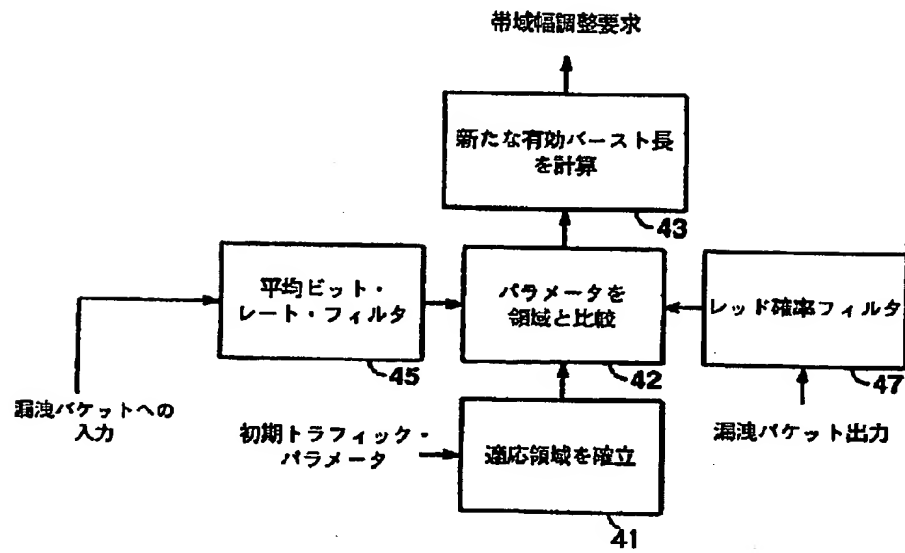 帯域幅調整要求
新たな有効バースト長
を計算
43
平均ビット・
レート・フィルタ
45
パラメータを
領域と比較
42
レッド確率フィルタ
47
漏洩バケットへの
入力
初期トラフィック・
パラメータ
適応領域を確立
41
漏洩バケット出力